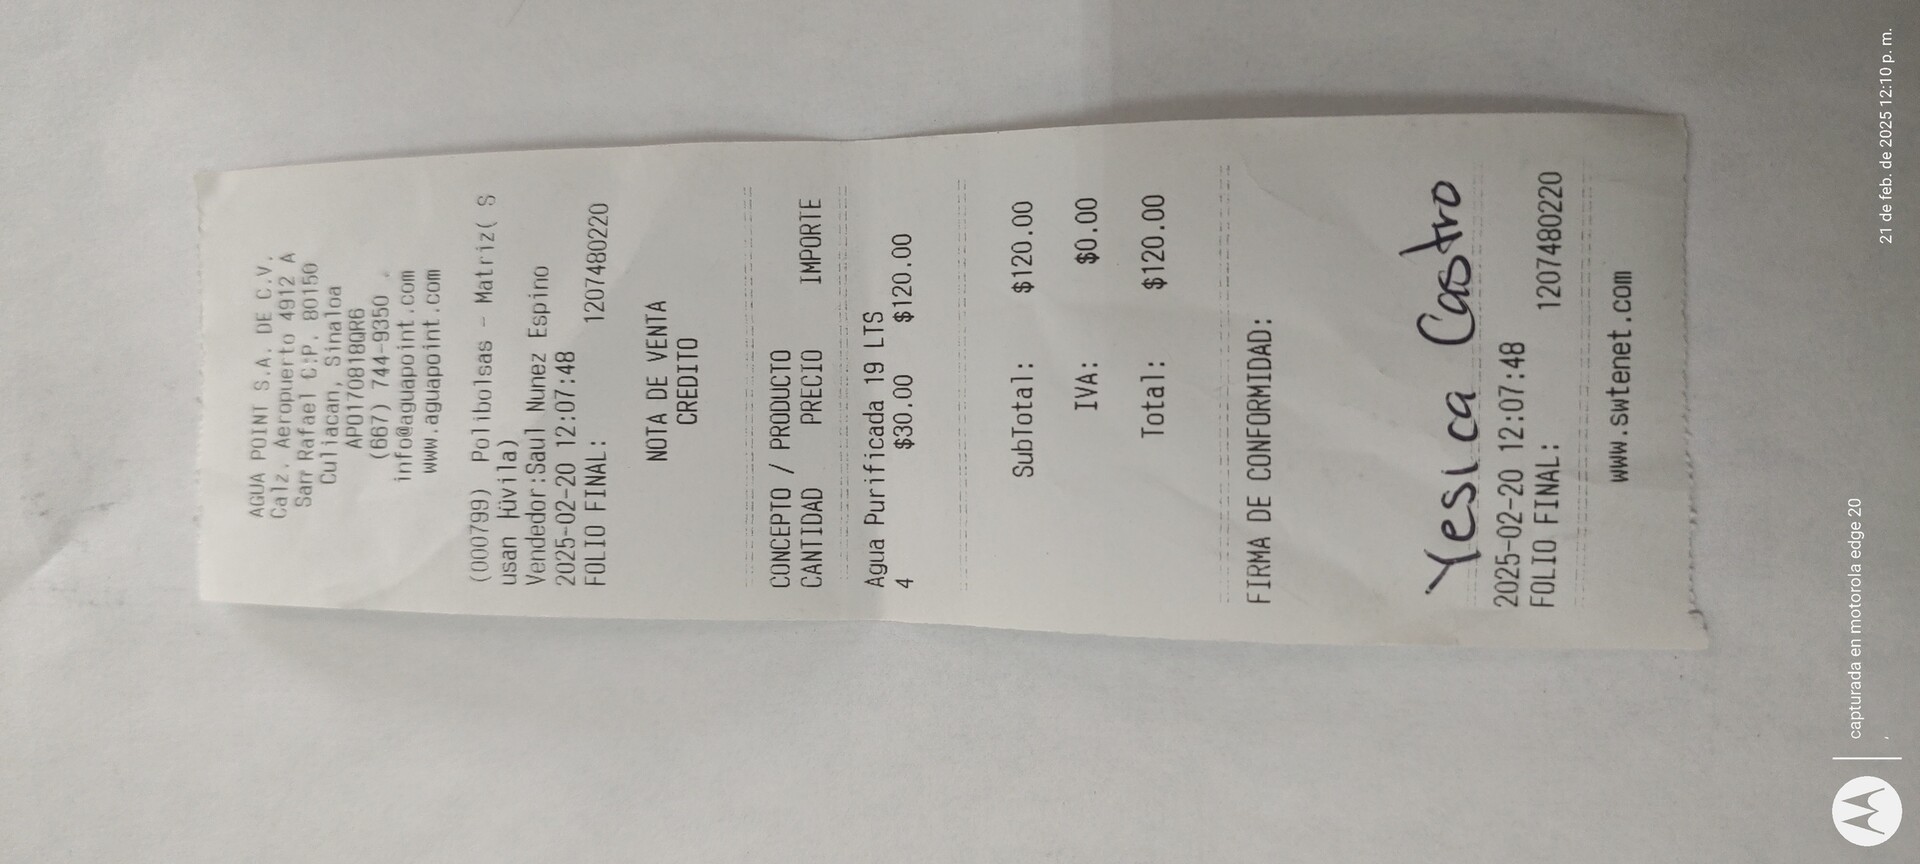 AGUA POINT S.A. DE C.V.
Calz. Aeropuerto 4912 A
San Rafael C.P. 80150
Culiacan, Sinaloa
APO170818QR6
(667) 744-9350
info@aguapoint.com
www.aguapoint.com
(000799) Polibolsas - Matriz( S
usan
Vendedor:Saul Nunez Espino
2025-02-20 12:07:48
FOLIO FINAL: 1207480220
NOTA DE VENTA
CREDITO
CONCEPTO / PRODUCTO
CANTIDAD PRECIO IMPORTE
Agua Purificada 19 LTS
4 $30.00 $120.00
SubTotal: $120.00
IVA: $0.00
Total: $120.00
FIRMA DE CONFORMIDAD:
Yesica Castro
2025-02-20 12:07:48
FOLIO FINAL: 1207480220
www.swtenet.com
capturada en motorola edge 20
21 de feb. de 2025 12:10 p. m.